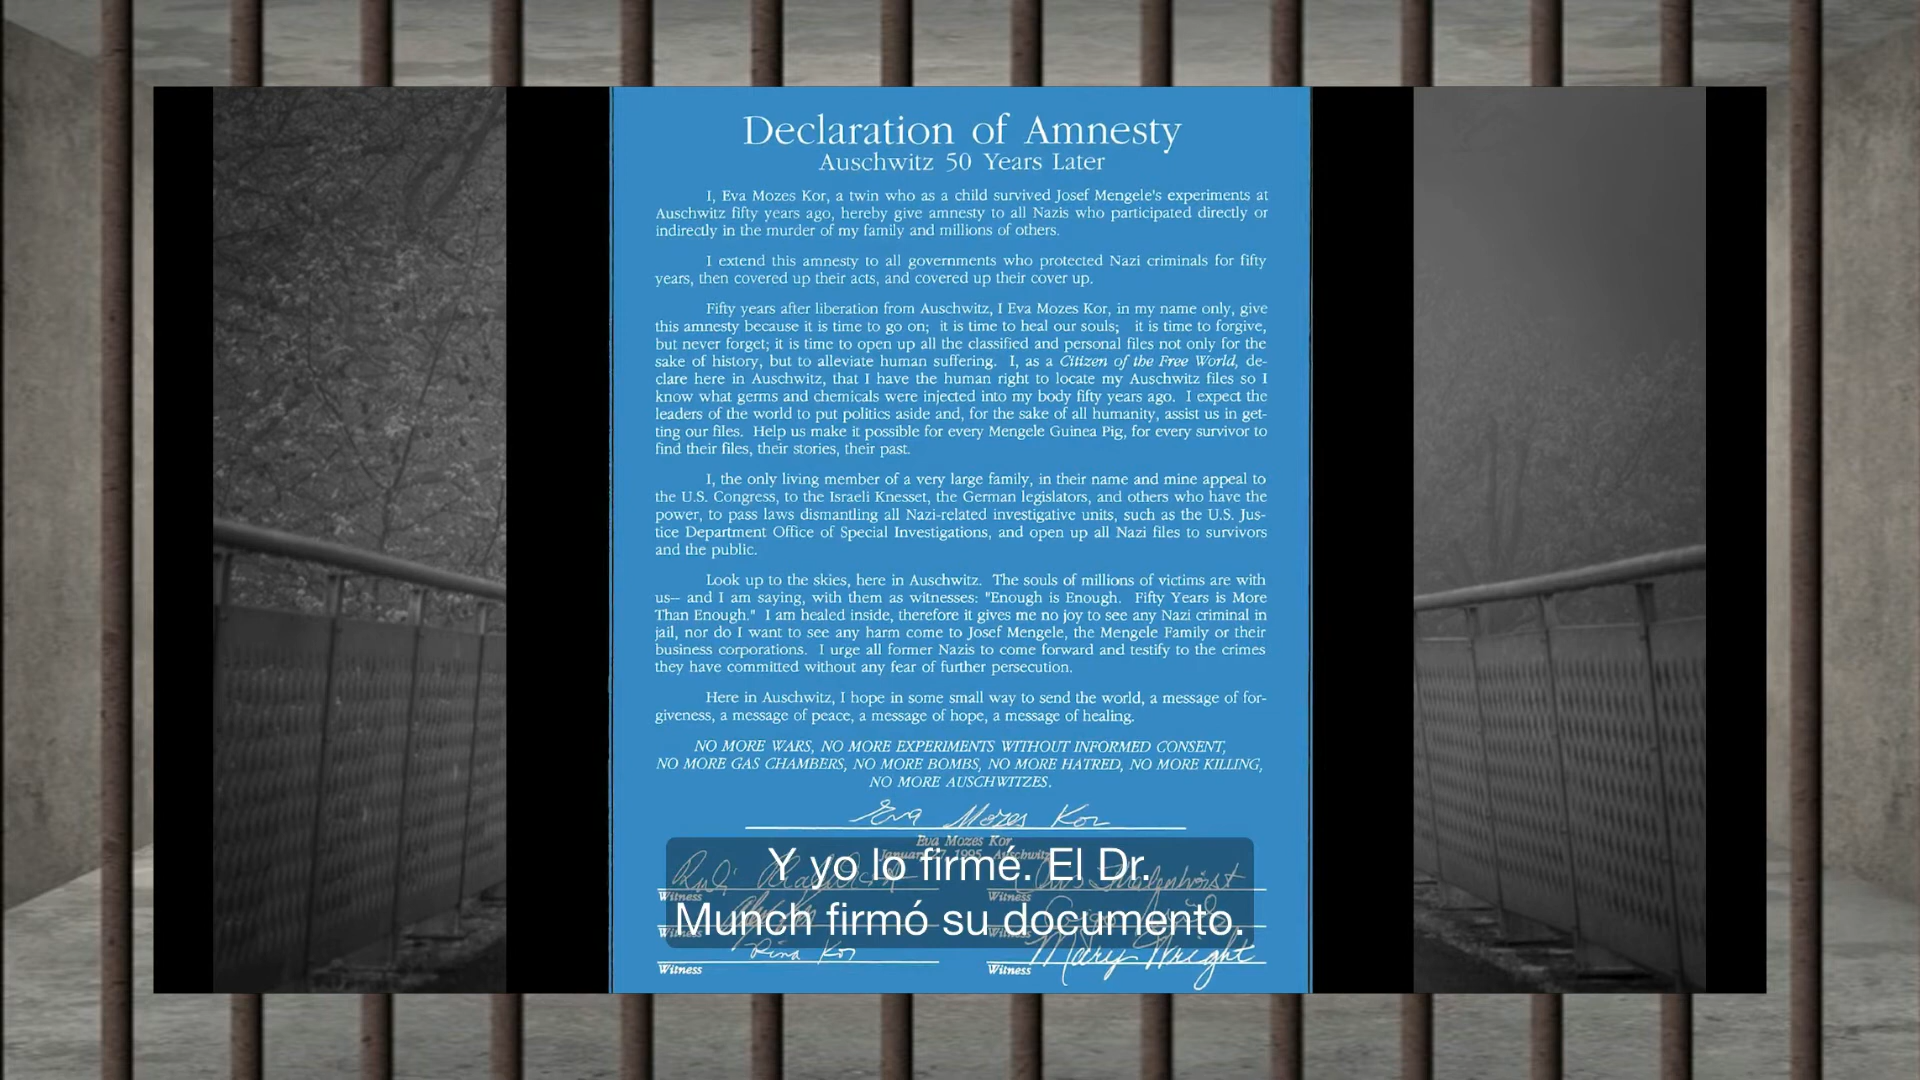 Declaration of Amnesty
Auschwitz 50 Years Later
I, Eva Mozes Kor, a twin who as a child survived Josef Mengele's experiments at
Auschwitz fifty years ago, hereby give amnesty to all Nazis who participated directly or
indirectly in the murder of my family and millions of others.
I extend this amnesty to all governments who protected Nazi criminals for fifty
years, then covered up their acts, and covered up their cover up.
Fifty years after liberation from Auschwitz, I Eva Mozes Kor, in my name only, give
this amnesty because it is time to go on; it is time to heal our souls; it is time to forgive,
but never forget; it is time to open up all the classified and personal files not only for the
sake of history, but to alleviate human suffering. I, as a Citizen of the Free World, de-
clare here in Auschwitz, that I have the human right to locate my Auschwitz files so I
know what germs and chemicals were injected into my body fifty years ago. I expect the
leaders of the world to put politics aside and, for the sake of all humanity, assist us in get-
ting our files. Help us make it possible for every Mengele Guinea Pig, for every survivor to
find their files, their stories, their past.
I, the only living member of a very large family, in their name and mine appeal to
the U.S. Congress, to the Israeli Knesset, the German legislators, and others who have the
power, to pass laws dismantling all Nazi-related investigative units, such as the U.S. Jus-
tice Department Office of Special Investigations, and open up all Nazi files to survivors
and the public.
Look up to the skies, here in Auschwitz. The souls of millions of victims are with
us— and I am saying, with them as witnesses: "Enough is Enough. Fifty Years is More
Than Enough." I am healed inside, therefore it gives me no joy to see any Nazi criminal in
jail, nor do I want to see any harm come to Josef Mengele, the Mengele Family or their
business corporations. I urge all former Nazis to come forward and testify to the crimes
they have committed without any fear of further persecution.
Here in Auschwitz, I hope in some small way to send the world, a message of for-
giveness, a message of peace, a message of hope, a message of healing.
NO MORE WARS, NO MORE EXPERIMENTS WITHOUT INFORMED CONSENT,
NO MORE GAS CHAMBERS, NO MORE BOMBS, NO MORE HATRED, NO MORE KILLING,
NO MORE AUSCHWITZES.
Eva Mozes Kor
Eva Mozes Kor
Y yo lo firmé. El Dr.
Witness Witness
Munch firmó su documento.
Rina Kor Mary Wright
Witness Witness